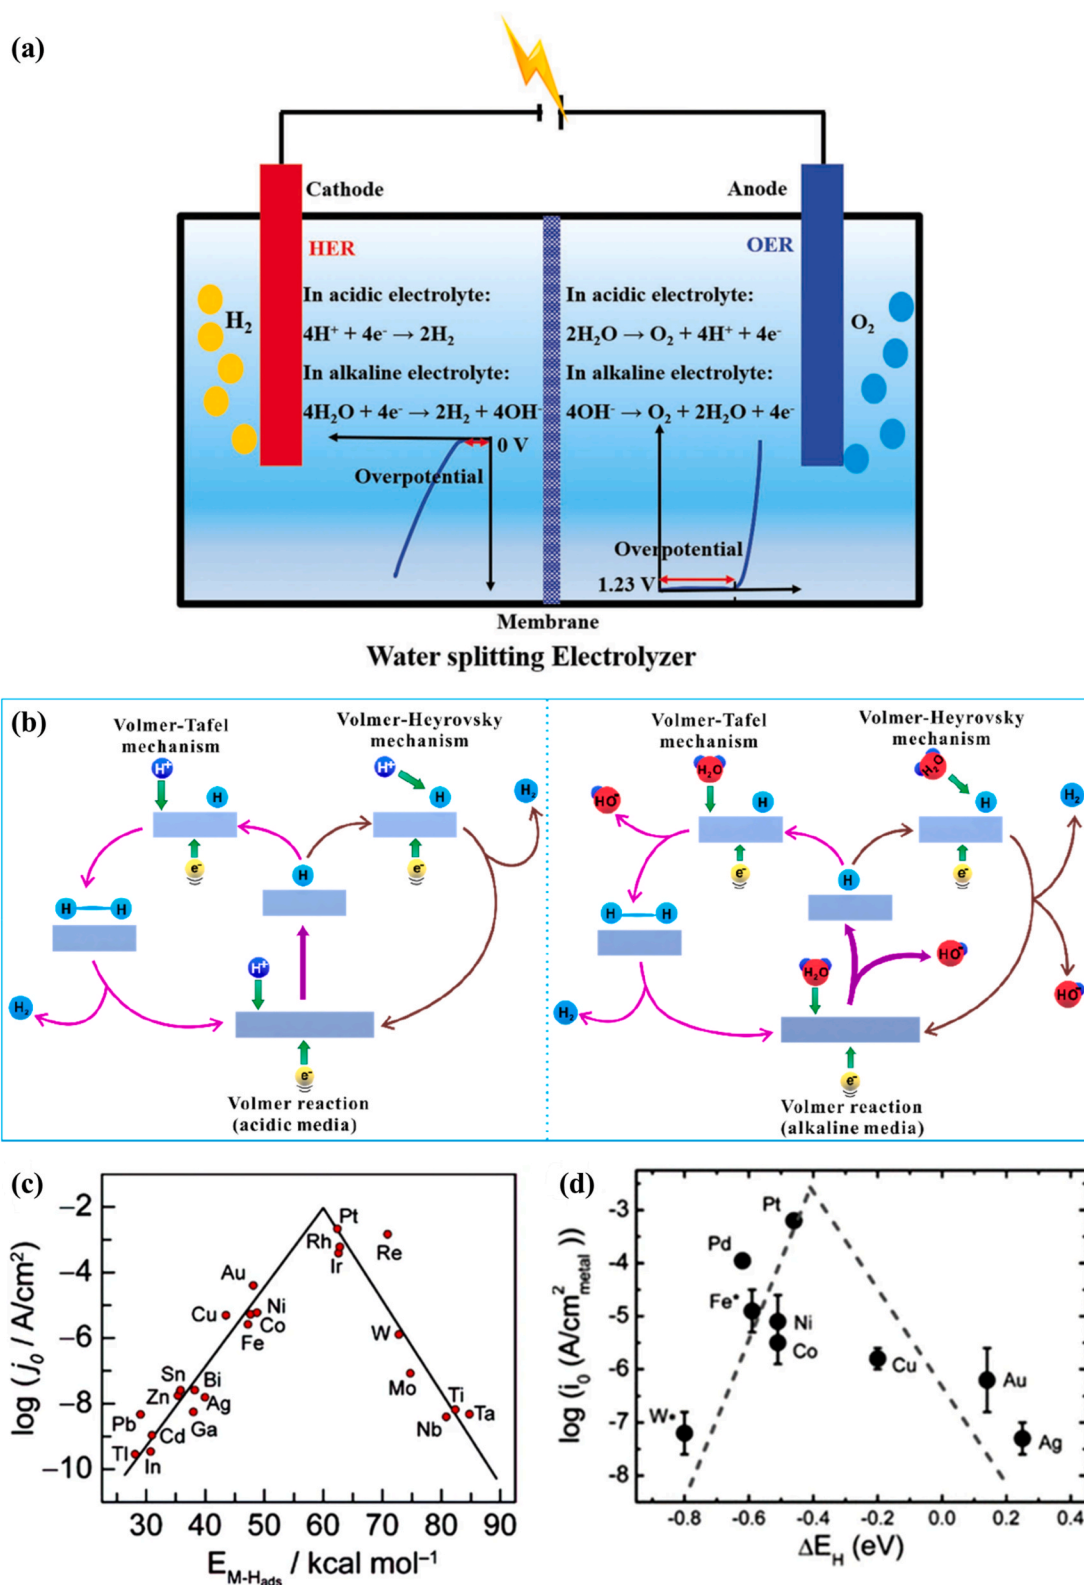 (a)
Cathode
Anode
HER
OER
In acidic electrolyte:
4H⁺ + 4e⁻ → 2H₂
In alkaline electrolyte:
4H₂O + 4e⁻ → 2H₂ + 4OH⁻
H₂
In acidic electrolyte:
2H₂O → O₂ + 4H⁺ + 4e⁻
In alkaline electrolyte:
4OH⁻ → O₂ + 2H₂O + 4e⁻
O₂
0 V
Overpotential
Overpotential
1.23 V
Membrane
Water splitting Electrolyzer
(b)
Volmer-Tafel
mechanism
Volmer-Heyrovsky
mechanism
H⁺
H
H⁺
H
H₂
e⁻
e⁻
H
H H
H⁺
H₂
e⁻
Volmer reaction
(acidic media)
Volmer-Tafel
mechanism
Volmer-Heyrovsky
mechanism
H₂O
H₂O
HO⁻
H
H
H₂
e⁻
e⁻
H
H H
H₂O
HO⁻
HO⁻
H₂
e⁻
Volmer reaction
(alkaline media)
(c)
log (j₀ / A/cm²)
−2
−4
−6
−8
−10
Pt
Rh
Ir
Re
Au
Cu
Ni
Co
Fe
W
Mo
Sn
Bi
Zn
Ag
Ga
Pb
Cd
Tl
In
Ti
Nb
Ta
30 40 50 60 70 80 90
E_M-Hads / kcal mol⁻¹
(d)
log (i₀ (A/cm²metal))
-3
-4
-5
-6
-7
-8
Pt
Pd
Fe*
Ni
Co
Cu
Au
W*
Ag
-0.8 -0.6 -0.4 -0.2 0.0 0.2 0.4
ΔE_H (eV)